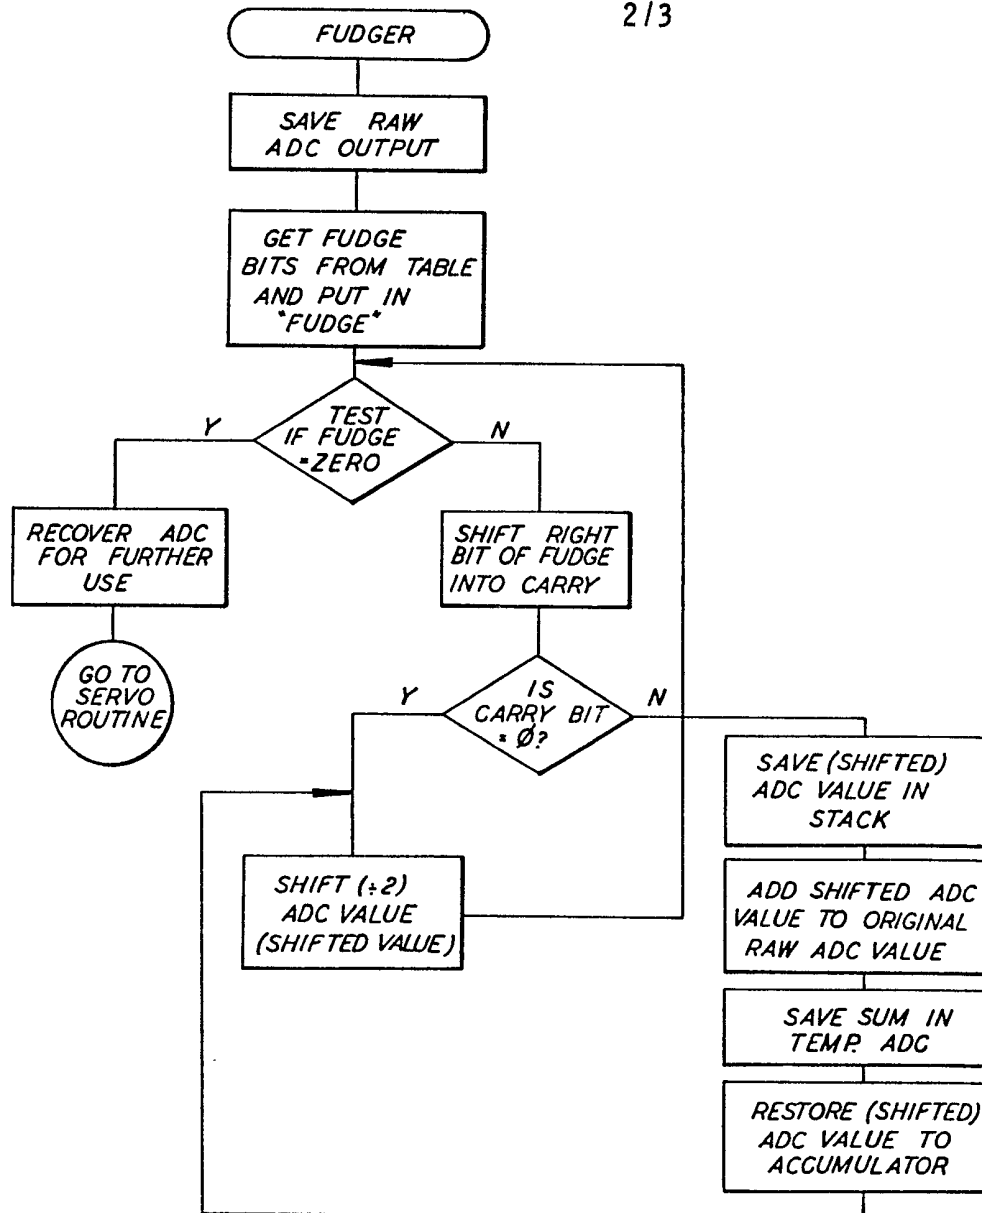 2/3
FUDGER
SAVE RAW
ADC OUTPUT
GET FUDGE
BITS FROM TABLE
AND PUT IN
"FUDGE"
TEST
IF FUDGE
=ZERO
Y
N
RECOVER ADC
FOR FURTHER
USE
GO TO
SERVO
ROUTINE
SHIFT RIGHT
BIT OF FUDGE
INTO CARRY
IS
CARRY BIT
= Ø?
Y
N
SHIFT (÷2)
ADC VALUE
(SHIFTED VALUE)
SAVE (SHIFTED)
ADC VALUE IN
STACK
ADD SHIFTED ADC
VALUE TO ORIGINAL
RAW ADC VALUE
SAVE SUM IN
TEMP. ADC
RESTORE (SHIFTED)
ADC VALUE TO
ACCUMULATOR